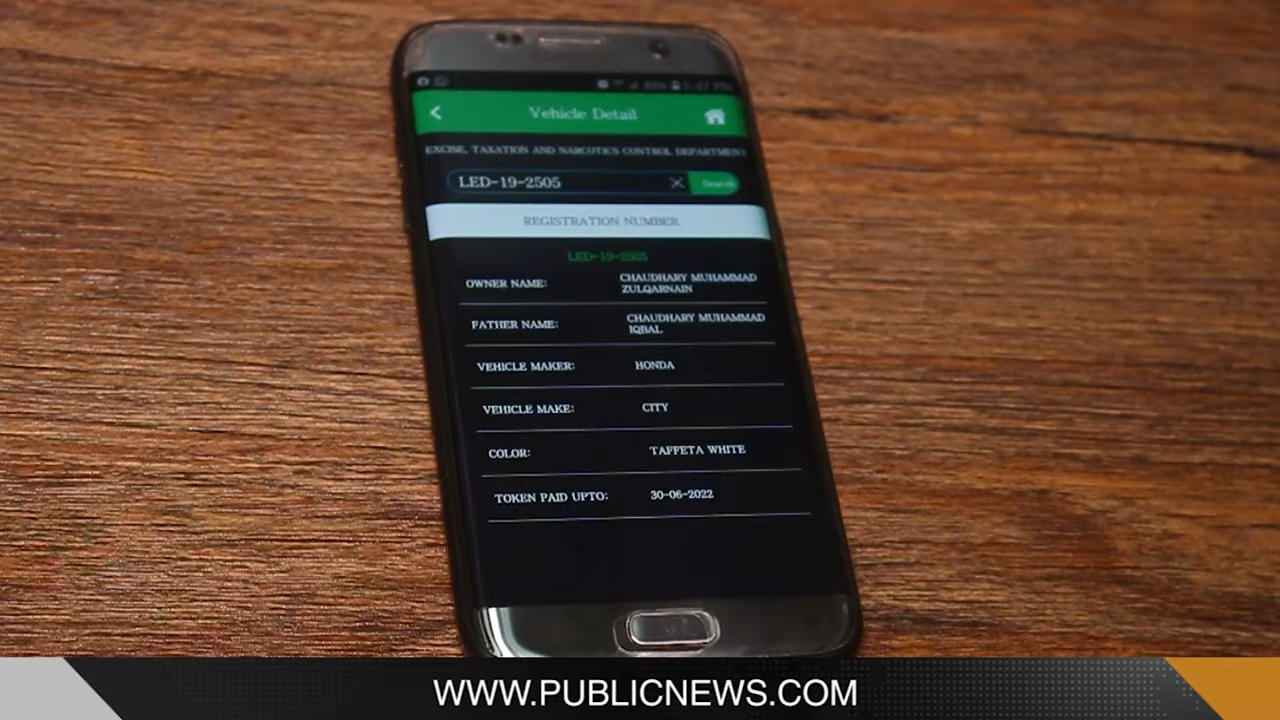 Vehicle Detail
EXCISE, TAXATION AND NARCOTICS CONTROL DEPARTMENT
LED-19-2505
Search
REGISTRATION NUMBER
LED-19-2505
OWNER NAME: CHAUDHARY MUHAMMAD
ZULQARNAIN
FATHER NAME: CHAUDHARY MUHAMMAD
IQBAL
VEHICLE MAKER: HONDA
VEHICLE MAKE: CITY
COLOR: TAFFETA WHITE
TOKEN PAID UPTO: 30-06-2022
WWW.PUBLICNEWS.COM